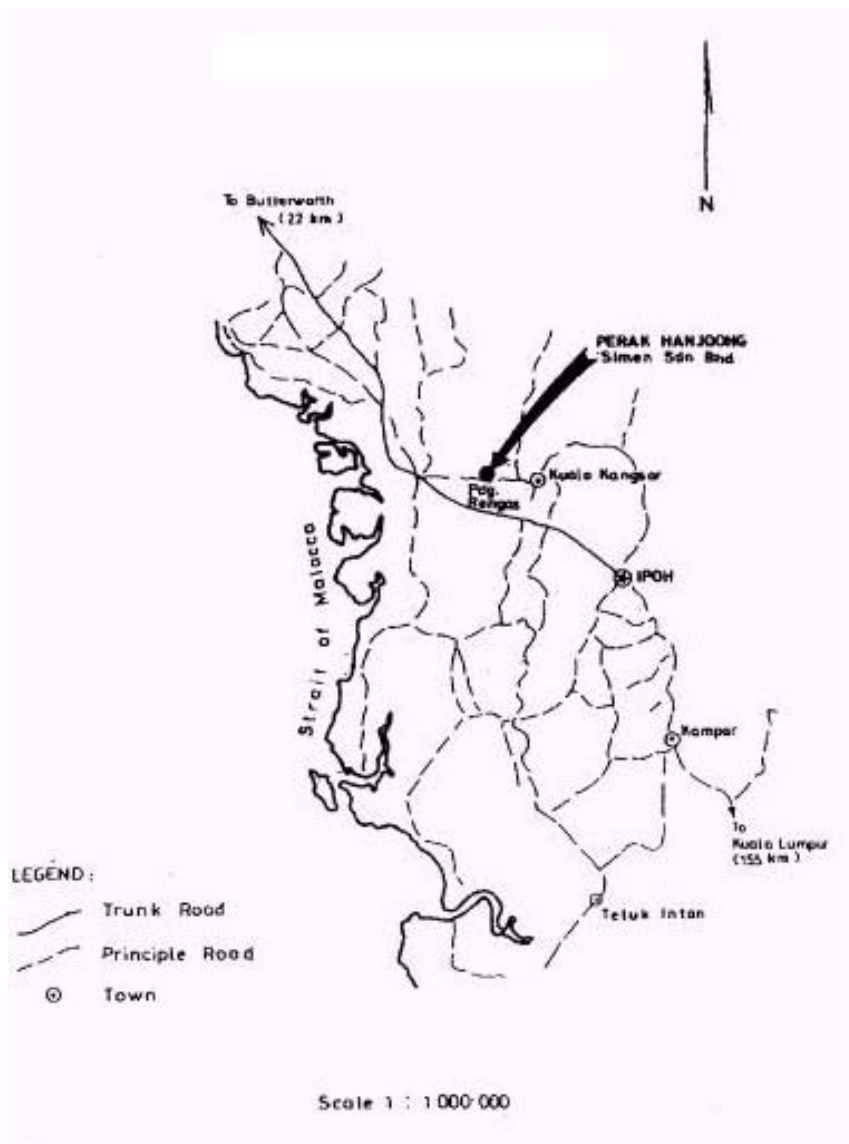 N
To Butterworth
(22 km)
PERAK HANJOONG
Simen Sdn Bhd
Kuala Kangsar
Pdg.
Rengas
IPOH
Strait of Malacca
Kampar
To
Kuala Lumpur
(155 km)
Teluk Intan
LEGEND:
Trunk Road
Principle Road
Town
Scale 1 : 1 000·000